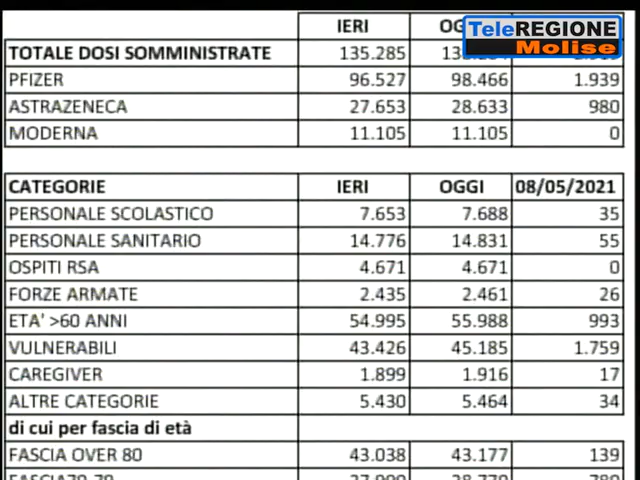 IERI OGGI
TeleREGIONE
Molise
TOTALE DOSI SOMMINISTRATE 135.285
PFIZER 96.527 98.466 1.939
ASTRAZENECA 27.653 28.633 980
MODERNA 11.105 11.105 0
CATEGORIE IERI OGGI 08/05/2021
PERSONALE SCOLASTICO 7.653 7.688 35
PERSONALE SANITARIO 14.776 14.831 55
OSPITI RSA 4.671 4.671 0
FORZE ARMATE 2.435 2.461 26
ETA' >60 ANNI 54.995 55.988 993
VULNERABILI 43.426 45.185 1.759
CAREGIVER 1.899 1.916 17
ALTRE CATEGORIE 5.430 5.464 34
di cui per fascia di età
FASCIA OVER 80 43.038 43.177 139